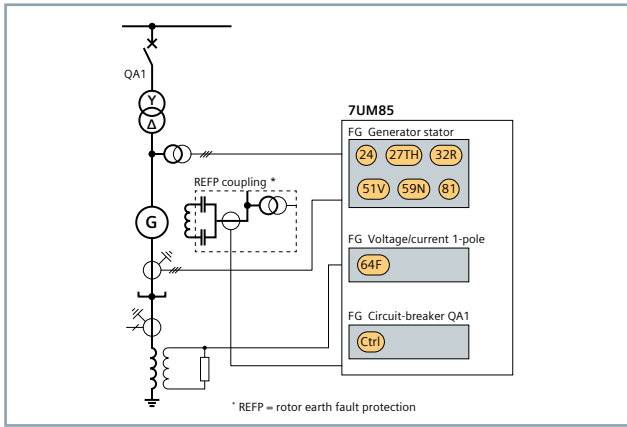 QA1
Y
Δ
7UM85
FG Generator stator
24 27TH 32R
51V 59N 81
REFP coupling *
G
FG Voltage/current 1-pole
64F
FG Circuit-breaker QA1
Ctrl
* REFP = rotor earth fault protection